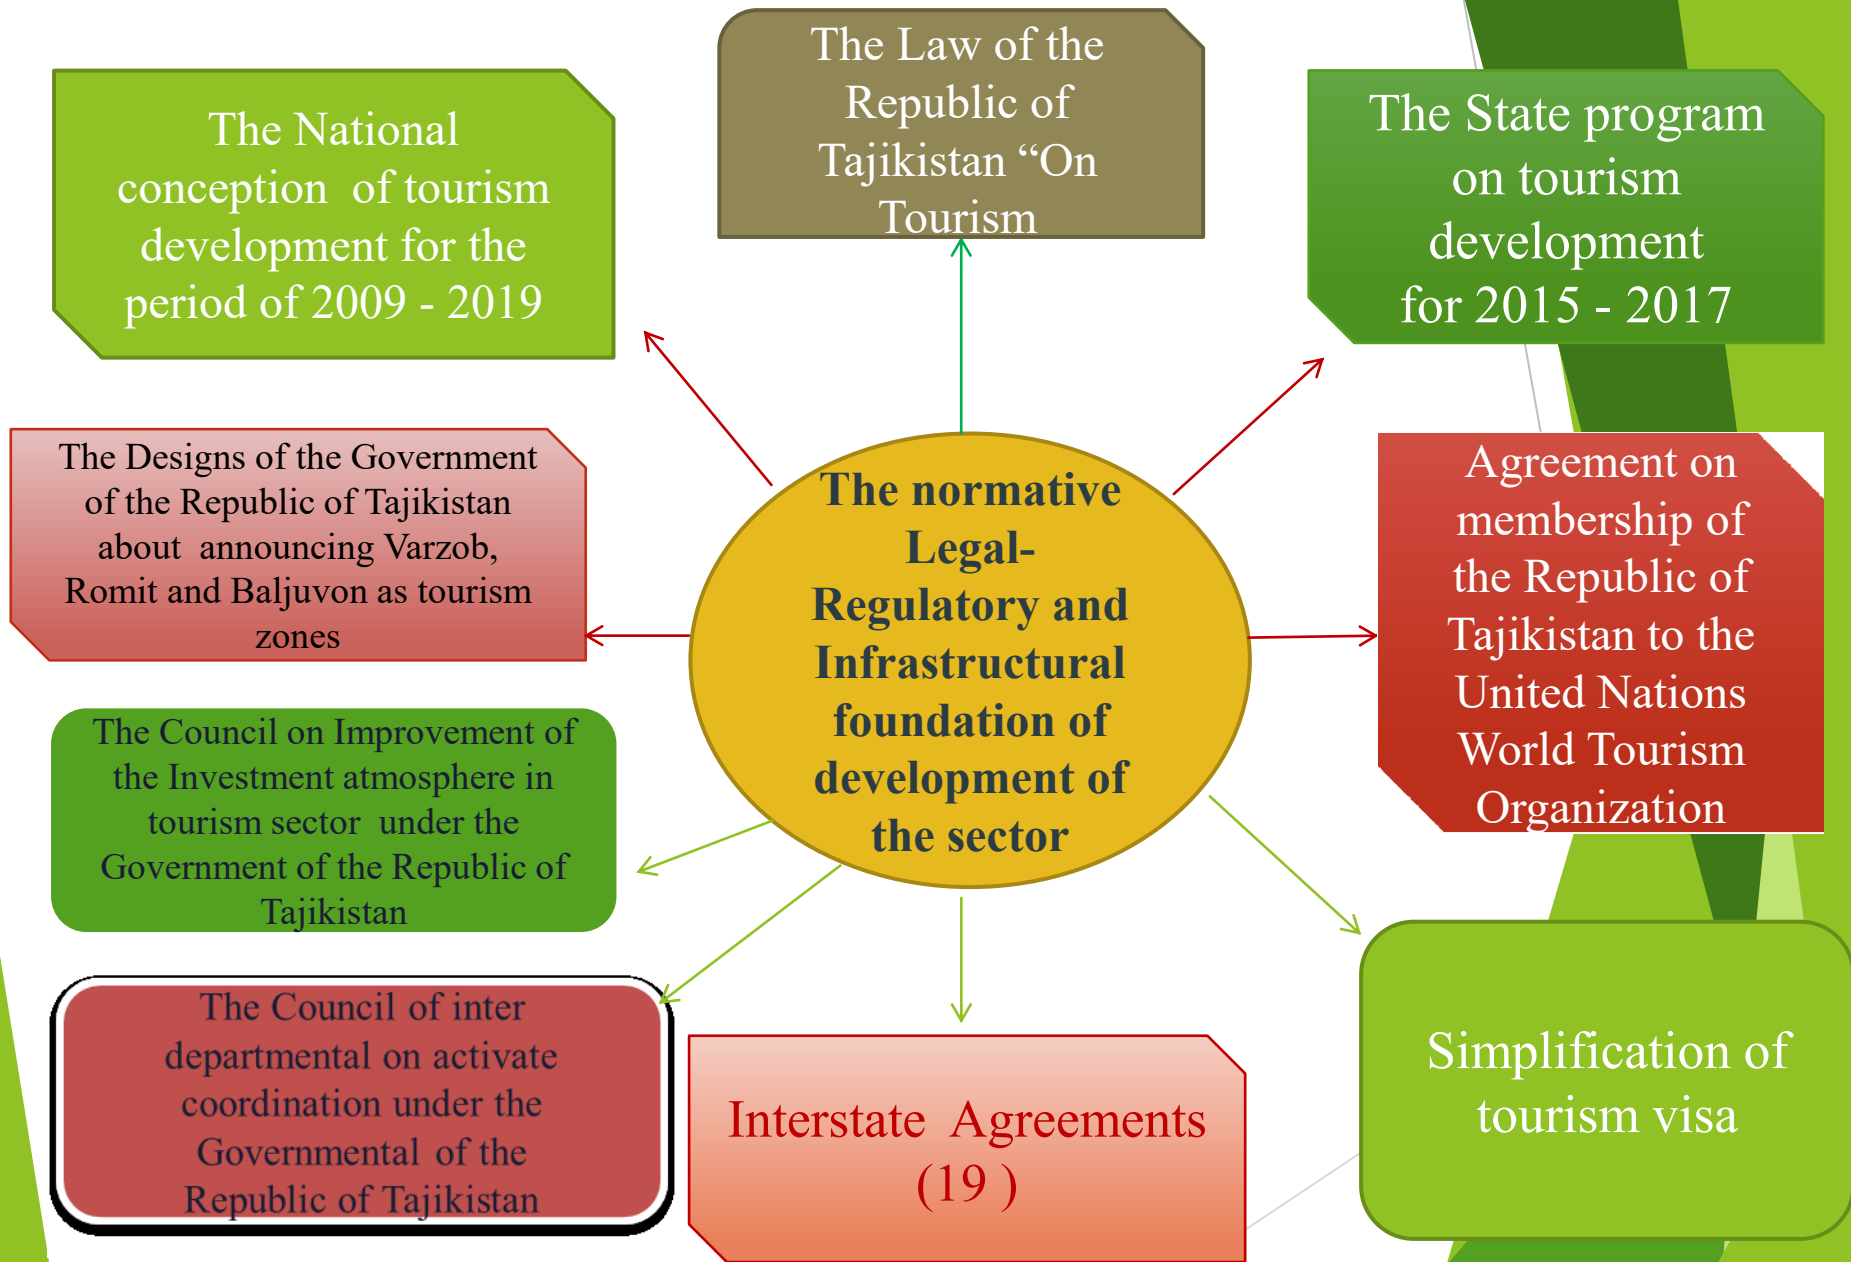 The National
conception of tourism
development for the
period of 2009 - 2019
The Law of the
Republic of
Tajikistan “On
Tourism
The State program
on tourism
development
for 2015 - 2017
The Designs of the Government
of the Republic of Tajikistan
about announcing Varzob,
Romit and Baljuvon as tourism
zones
The normative
Legal-
Regulatory and
Infrastructural
foundation of
development of
the sector
Agreement on
membership of
the Republic of
Tajikistan to the
United Nations
World Tourism
Organization
The Council on Improvement of
the Investment atmosphere in
tourism sector under the
Government of the Republic of
Tajikistan
The Council of inter
departmental on activate
coordination under the
Governmental of the
Republic of Tajikistan
Interstate Agreements
(19 )
Simplification of
tourism visa